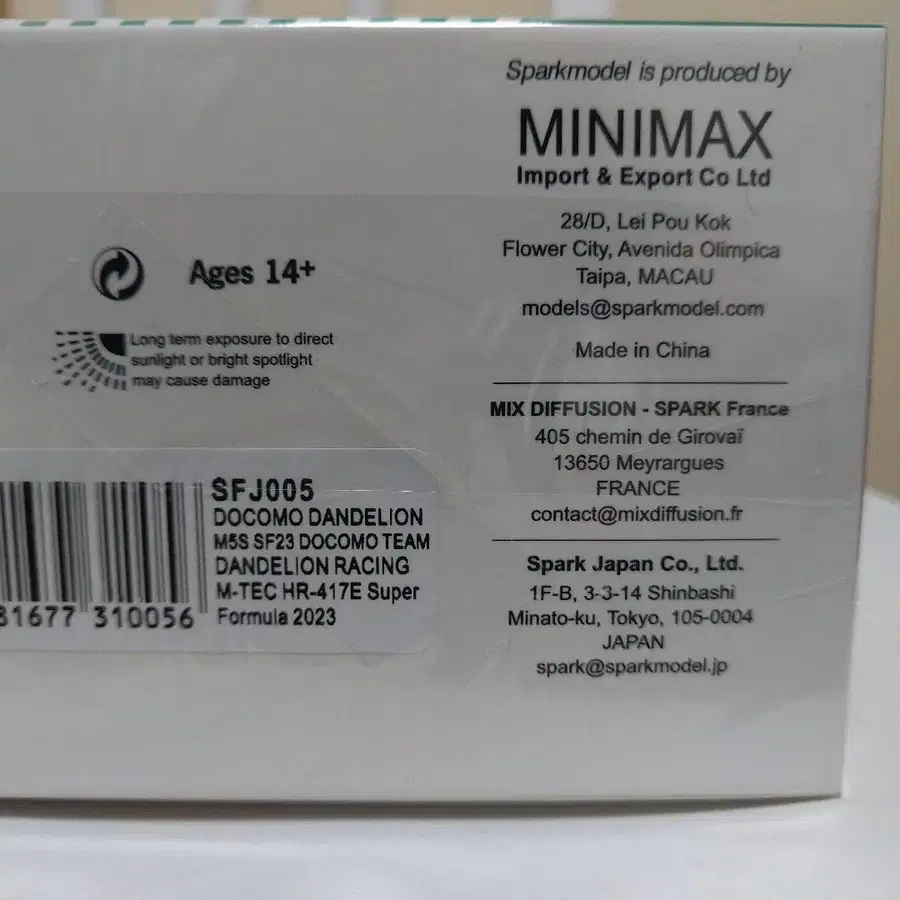 Sparkmodel is produced by
MINIMAX
Import & Export Co Ltd
28/D, Lei Pou Kok
Flower City, Avenida Olimpica
Taipa, MACAU
models@sparkmodel.com
Made in China
MIX DIFFUSION - SPARK France
405 chemin de Girovaï
13650 Meyrargues
FRANCE
contact@mixdiffusion.fr
Spark Japan Co., Ltd.
1F-B, 3-3-14 Shinbashi
Minato-ku, Tokyo, 105-0004
JAPAN
spark@sparkmodel.jp
Ages 14+
Long term exposure to direct
sunlight or bright spotlight
may cause damage
SFJ005
DOCOMO DANDELION
M5S SF23 DOCOMO TEAM
DANDELION RACING
M-TEC HR-417E Super
Formula 2023
81677 310056